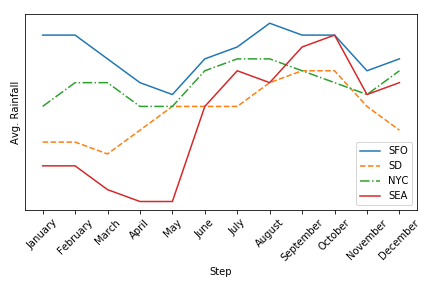 Avg. Rainfall
SFO
SD
NYC
SEA
January
February
March
April
May
June
July
August
September
October
November
December
Step